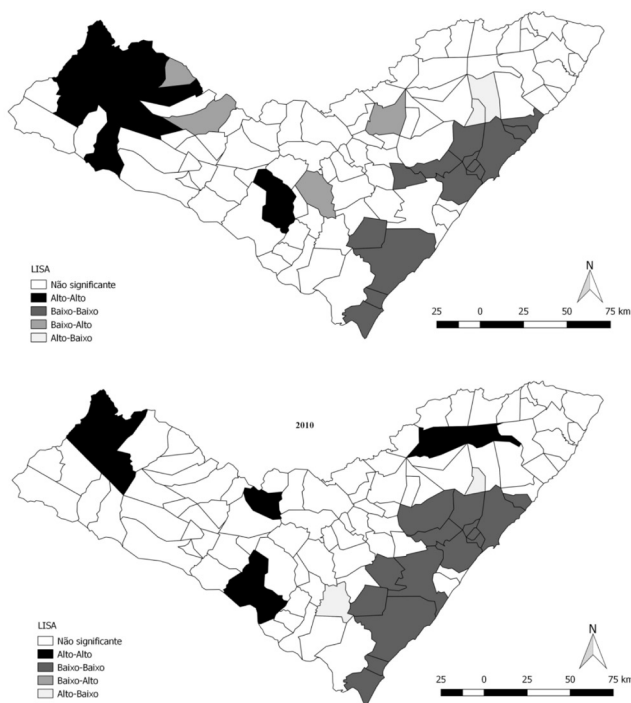 LISA
Não significante
Alto-Alto
Baixo-Baixo
Baixo-Alto
Alto-Baixo
N
25 0 25 50 75 km
2010
LISA
Não significante
Alto-Alto
Baixo-Baixo
Baixo-Alto
Alto-Baixo
N
25 0 25 50 75 km